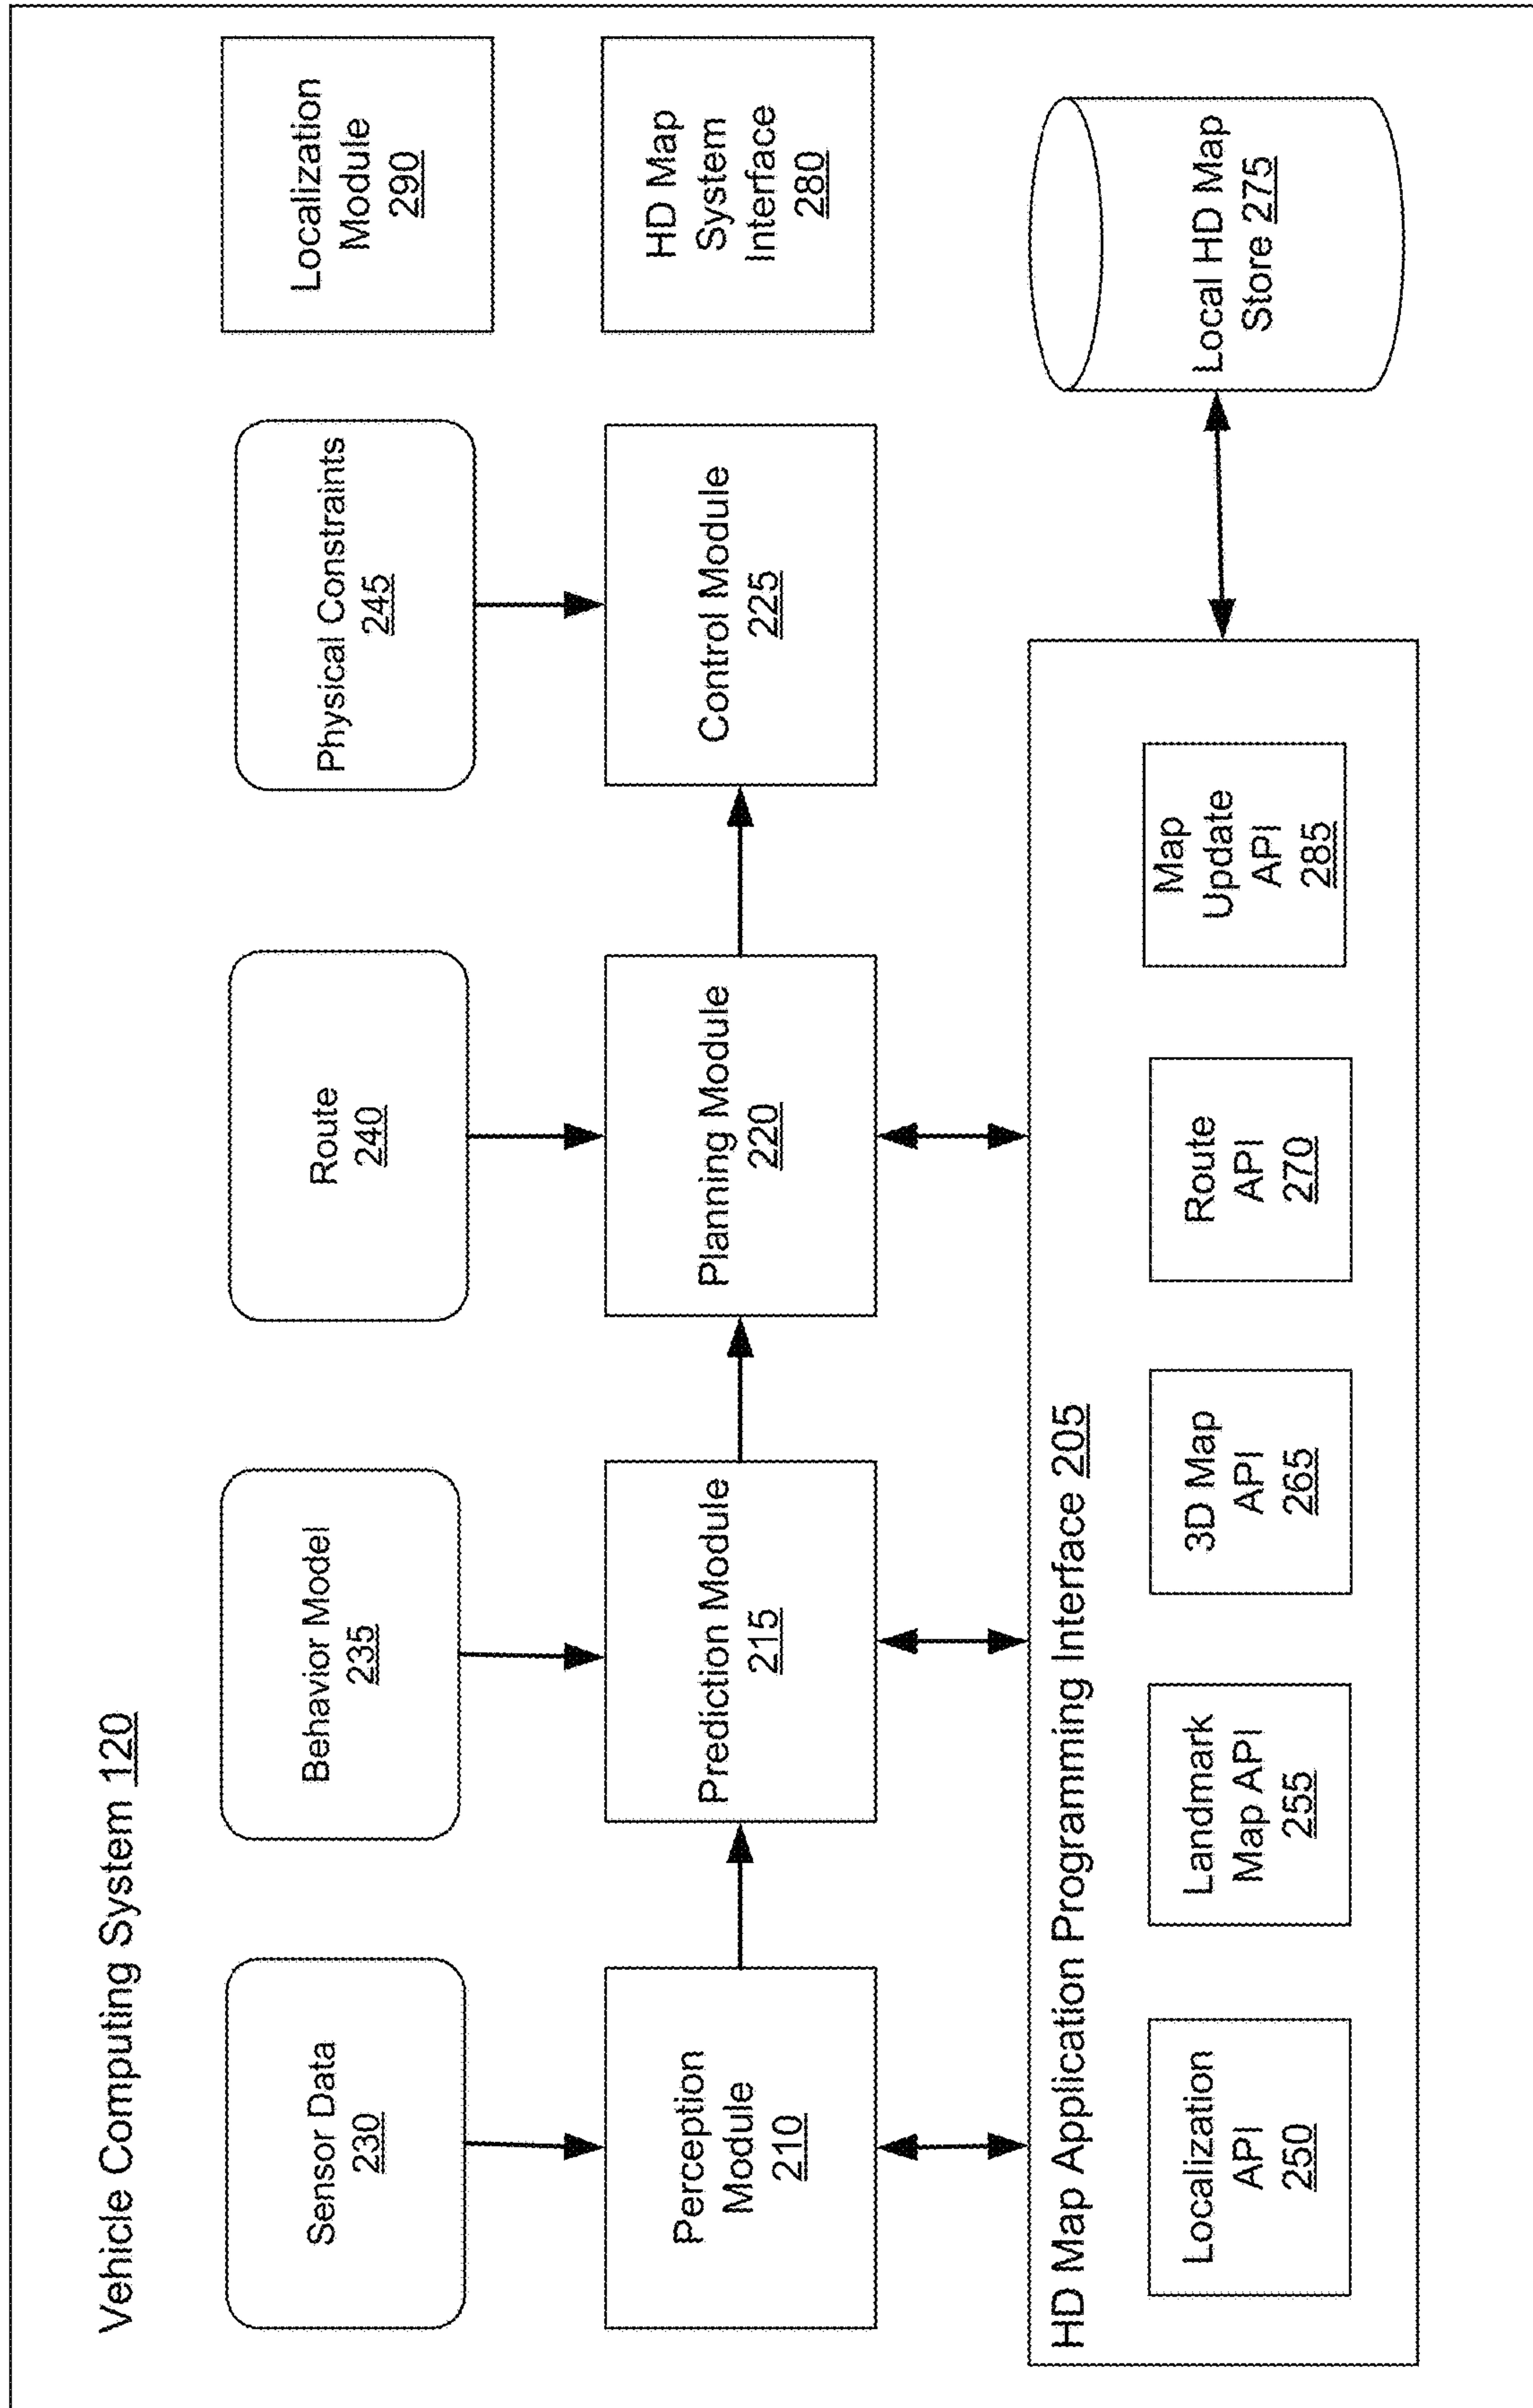 Vehicle Computing System 120
Sensor Data
230
Behavior Model
235
Route
240
Physical Constraints
245
Localization
Module
290
Perception
Module
210
Prediction Module
215
Planning Module
220
Control Module
225
HD Map
System
Interface
280
HD Map Application Programming Interface 205
Localization
API
250
Landmark
Map API
255
3D Map
API
265
Route
API
270
Map
Update
API
285
Local HD Map
Store 275